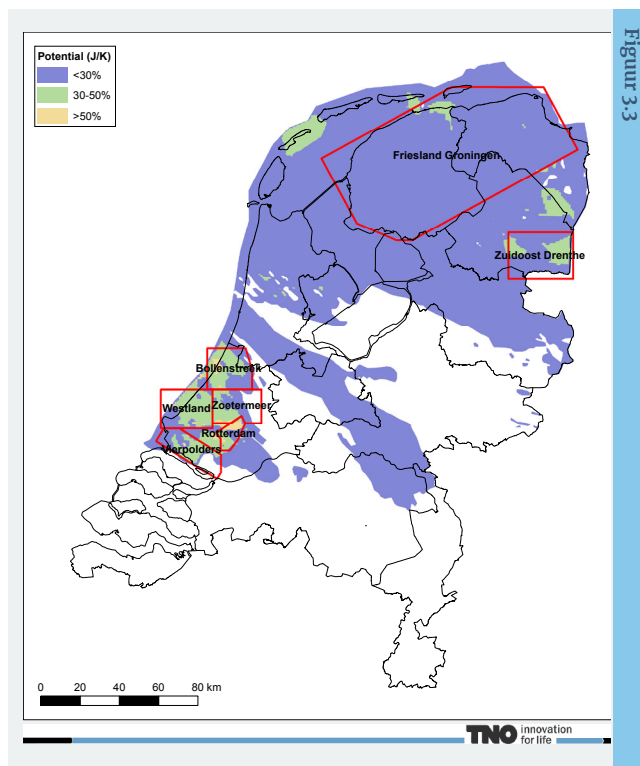 Figuur 3.3
Potential (J/K)
<30%
30-50%
>50%
Friesland Groningen
Zuidoost Drenthe
Bollenstreek
Westland
Zoetermeer
Rotterdam
Vierpolders
0 20 40 60 80 km
TNO innovation
for life